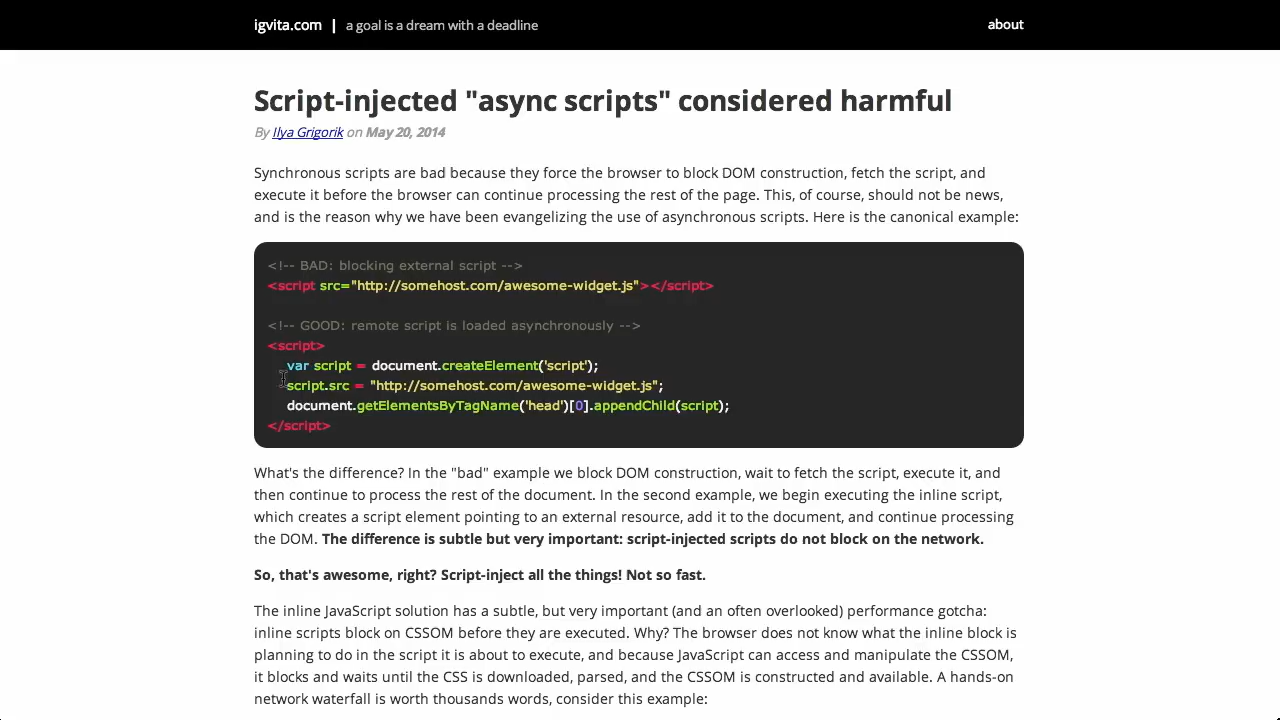 igvita.com | a goal is a dream with a deadline about
Script-injected "async scripts" considered harmful
By Ilya Grigorik on May 20, 2014
Synchronous scripts are bad because they force the browser to block DOM construction, fetch the script, and
execute it before the browser can continue processing the rest of the page. This, of course, should not be news,
and is the reason why we have been evangelizing the use of asynchronous scripts. Here is the canonical example:
<!-- BAD: blocking external script -->
<script src="http://somehost.com/awesome-widget.js"></script>
<!-- GOOD: remote script is loaded asynchronously -->
<script>
var script = document.createElement('script');
script.src = "http://somehost.com/awesome-widget.js";
document.getElementsByTagName('head')[0].appendChild(script);
</script>
What's the difference? In the "bad" example we block DOM construction, wait to fetch the script, execute it, and
then continue to process the rest of the document. In the second example, we begin executing the inline script,
which creates a script element pointing to an external resource, add it to the document, and continue processing
the DOM. The difference is subtle but very important: script-injected scripts do not block on the network.
So, that's awesome, right? Script-inject all the things! Not so fast.
The inline JavaScript solution has a subtle, but very important (and an often overlooked) performance gotcha:
inline scripts block on CSSOM before they are executed. Why? The browser does not know what the inline block is
planning to do in the script it is about to execute, and because JavaScript can access and manipulate the CSSOM,
it blocks and waits until the CSS is downloaded, parsed, and the CSSOM is constructed and available. A hands-on
network waterfall is worth thousands words, consider this example: